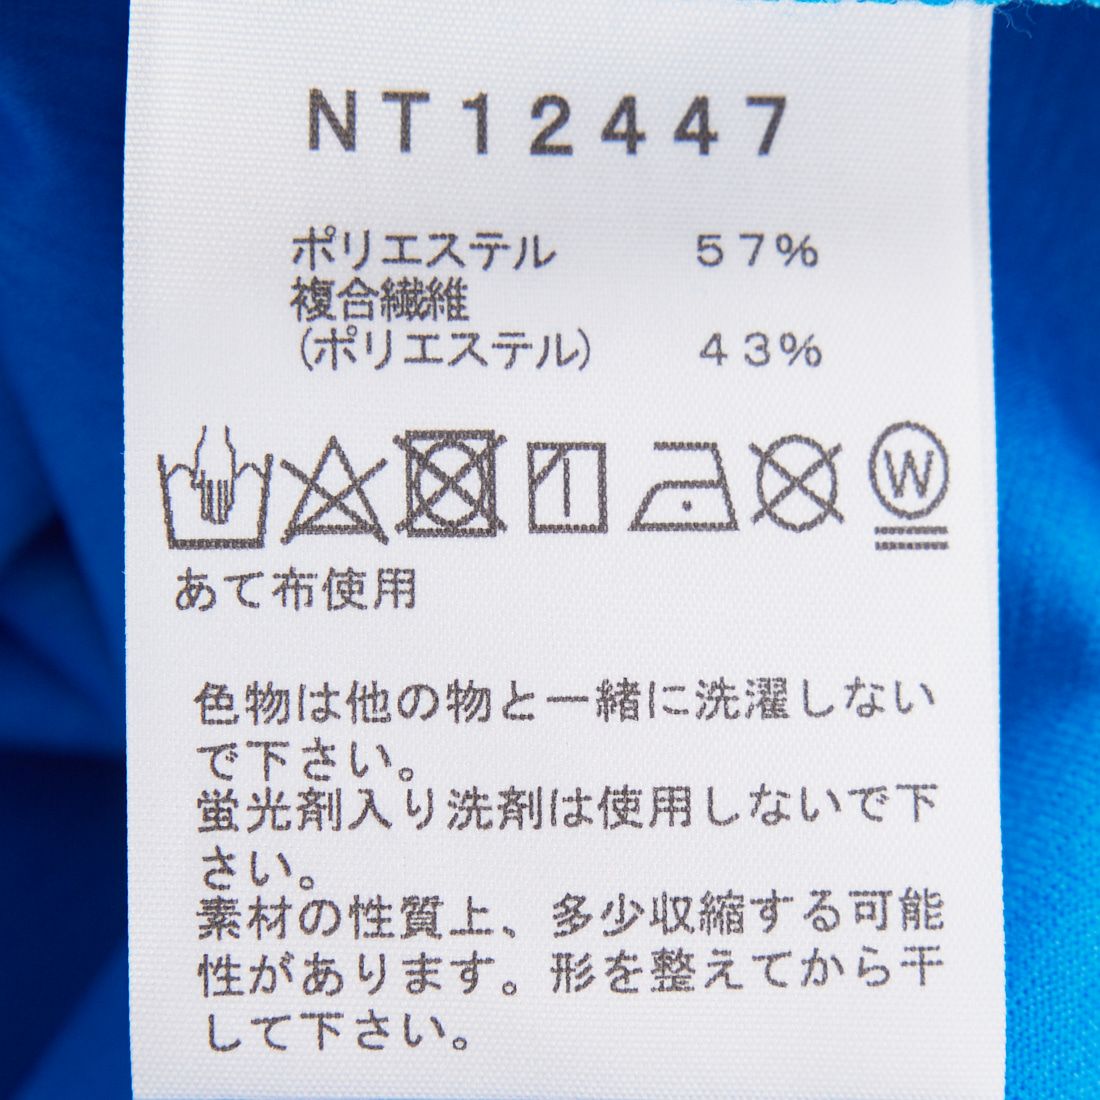 NT12447
ポリエステル 57%
複合繊維
(ポリエステル) 43%
W
あて布使用
色物は他の物と一緒に洗濯しない
で下さい。
蛍光剤入り洗剤は使用しないで下
さい。
素材の性質上、多少収縮する可能
性があります。形を整えてから干
して下さい。